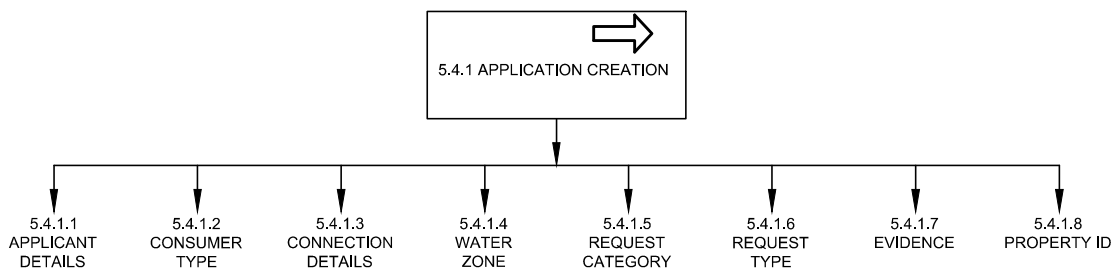 5.4.1 APPLICATION CREATION
5.4.1.1
APPLICANT
DETAILS
5.4.1.2
CONSUMER
TYPE
5.4.1.3
CONNECTION
DETAILS
5.4.1.4
WATER
ZONE
5.4.1.5
REQUEST
CATEGORY
5.4.1.6
REQUEST
TYPE
5.4.1.7
EVIDENCE
5.4.1.8
PROPERTY ID